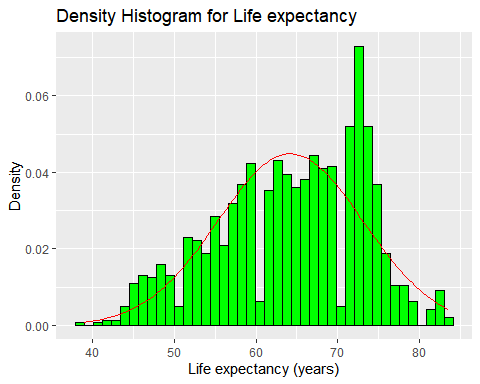 Density Histogram for Life expectancy
0.06
0.04
0.02
0.00
Density
40 50 60 70 80
Life expectancy (years)